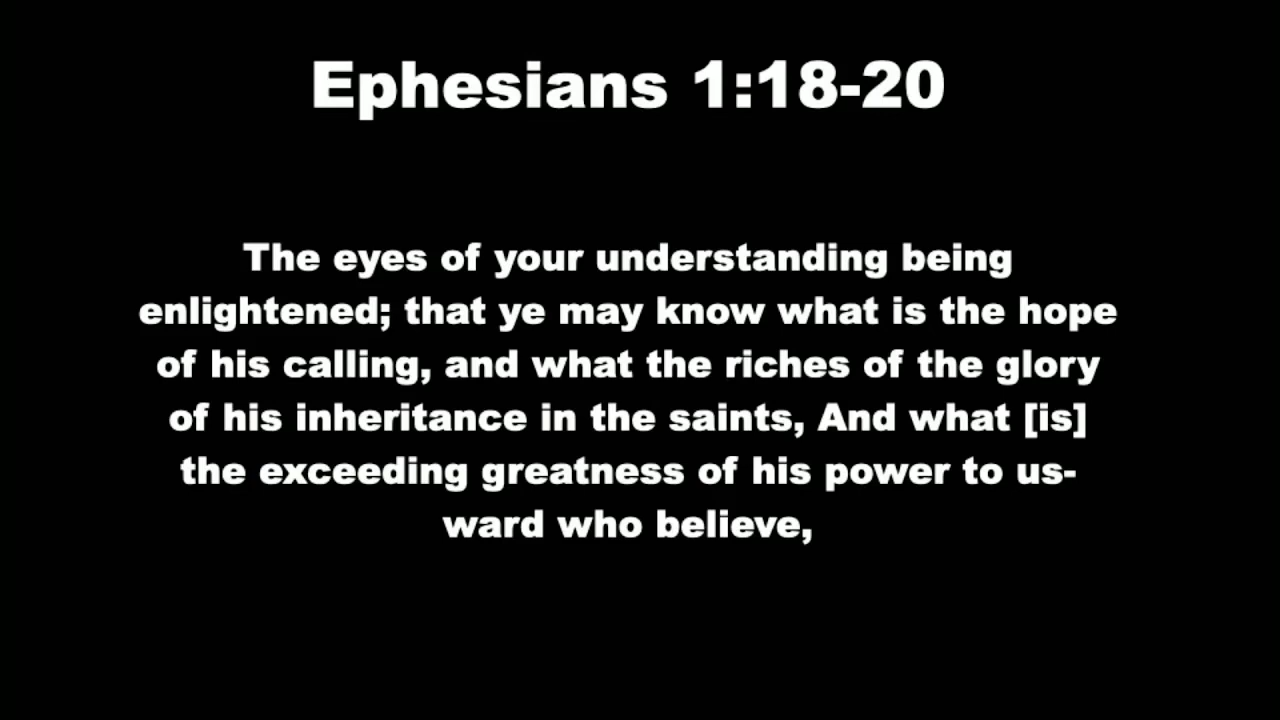 Ephesians 1:18-20
The eyes of your understanding being
enlightened; that ye may know what is the hope
of his calling, and what the riches of the glory
of his inheritance in the saints, And what [is]
the exceeding greatness of his power to us-
ward who believe,